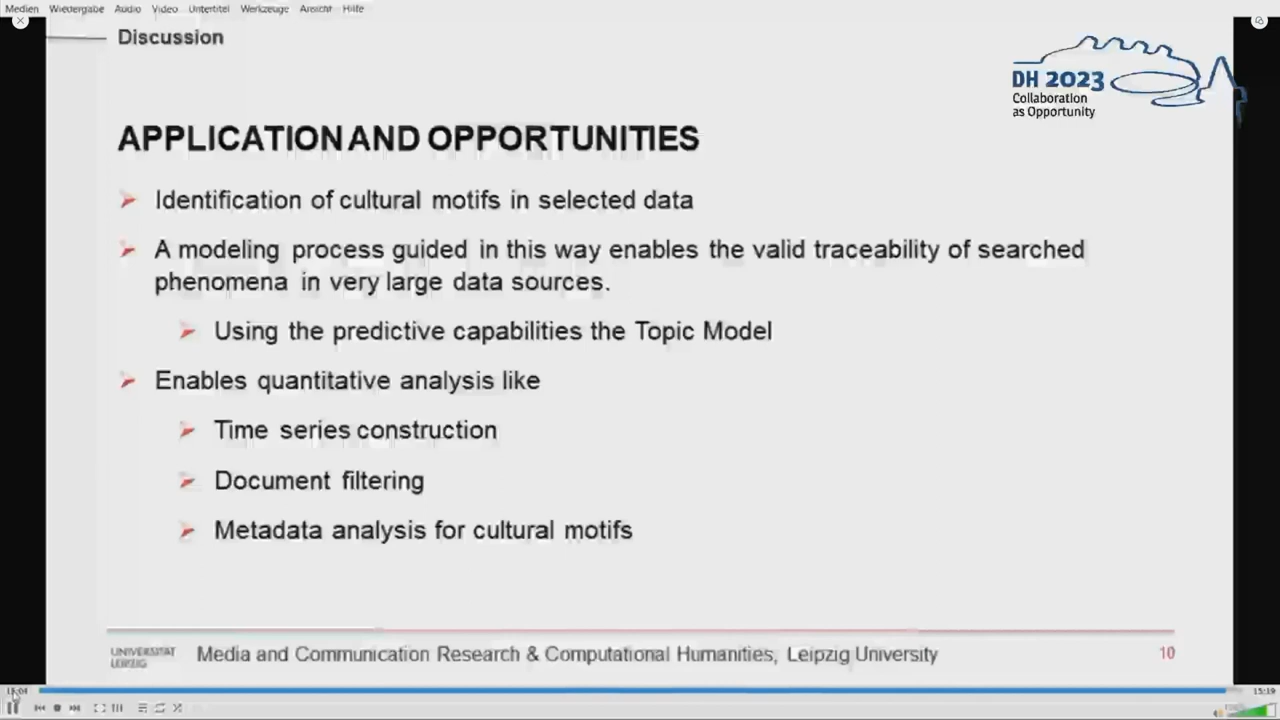 Medien Wiedergabe Audio Video Untertitel Werkzeuge Ansicht Hilfe
Discussion
DH 2023
Collaboration
as Opportunity
APPLICATION AND OPPORTUNITIES
Identification of cultural motifs in selected data
A modeling process guided in this way enables the valid traceability of searched
phenomena in very large data sources.
Using the predictive capabilities the Topic Model
Enables quantitative analysis like
Time series construction
Document filtering
Metadata analysis for cultural motifs
UNIVERSITÄT
LEIPZIG
Media and Communication Research & Computational Humanities, Leipzig University
10
15:19